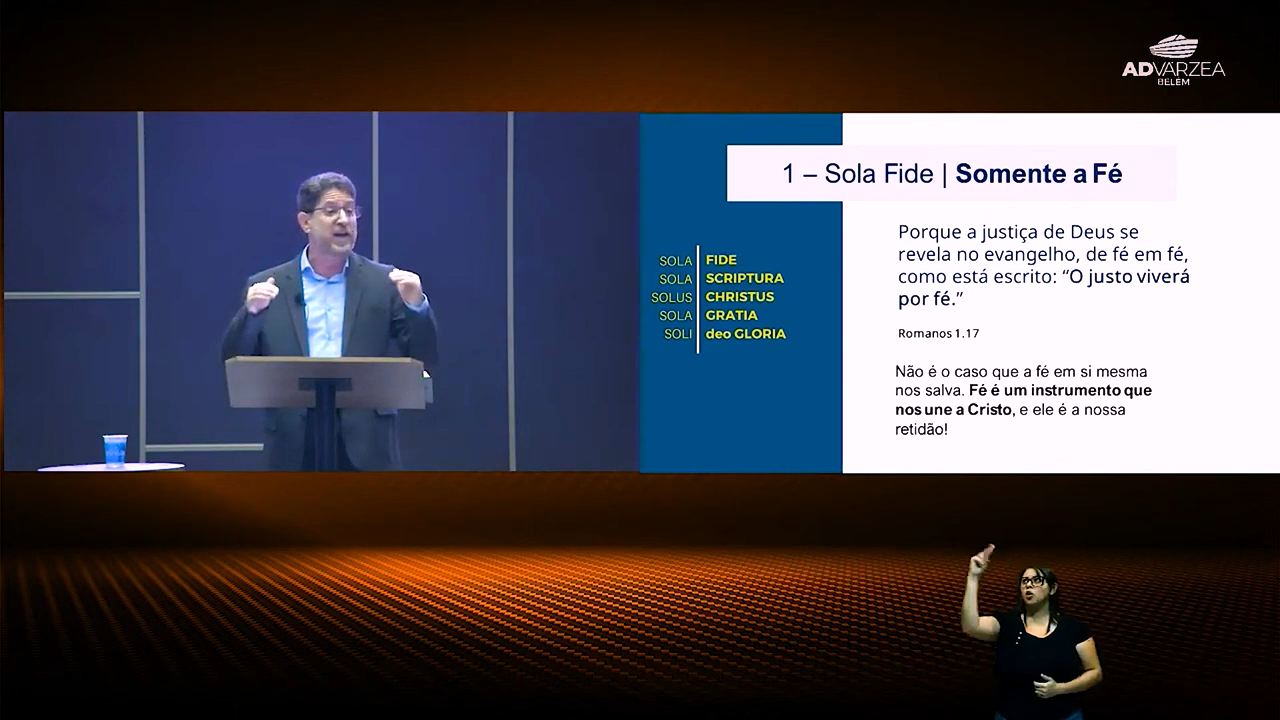 ADVARZEA
BELEM
1 – Sola Fide | Somente a Fé
SOLA FIDE
SOLA SCRIPTURA
SOLUS CHRISTUS
SOLA GRATIA
SOLI deo GLORIA
Porque a justiça de Deus se
revela no evangelho, de fé em fé,
como está escrito: “O justo viverá
por fé.”
Romanos 1.17
Não é o caso que a fé em si mesma
nos salva. Fé é um instrumento que
nos une a Cristo, e ele é a nossa
retidão!